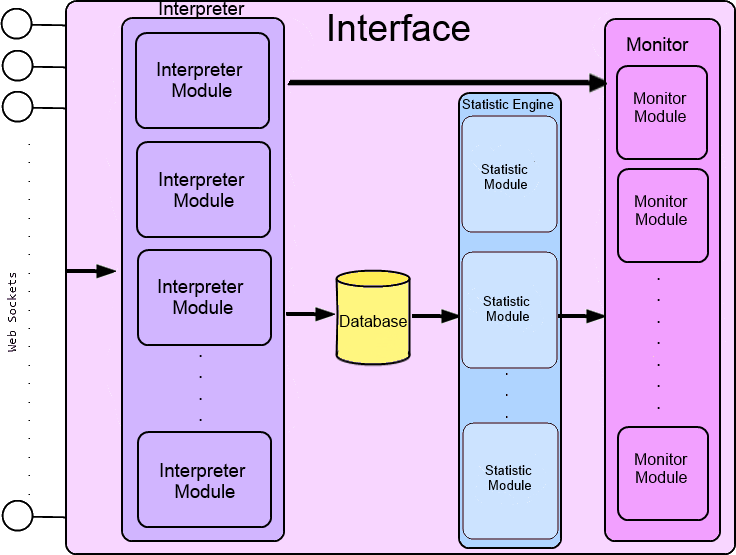 Interpreter
Interface
Interpreter
Module
Interpreter
Module
Interpreter
Module
Interpreter
Module
Web Sockets
Database
Statistic Engine
Statistic
Module
Statistic
Module
Statistic
Module
Monitor
Monitor
Module
Monitor
Module
Monitor
Module